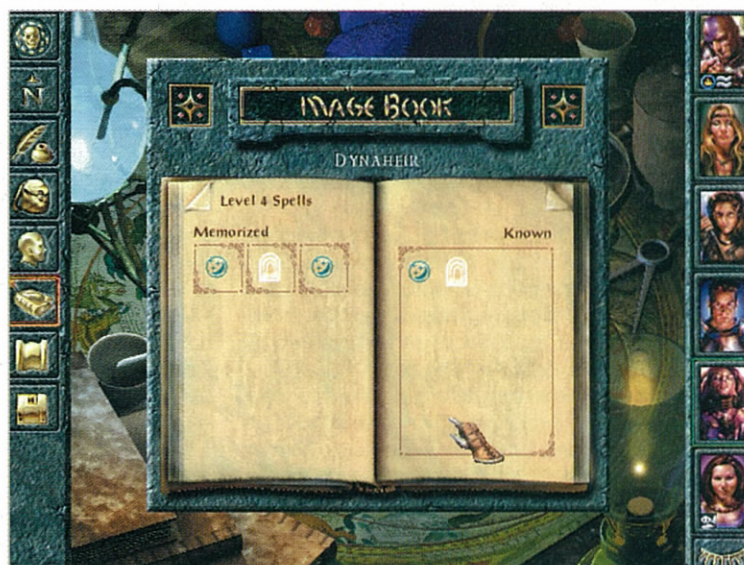 N
MAGE BOOK
DYNAHEIR
Level 4 Spells
Memorized
Known